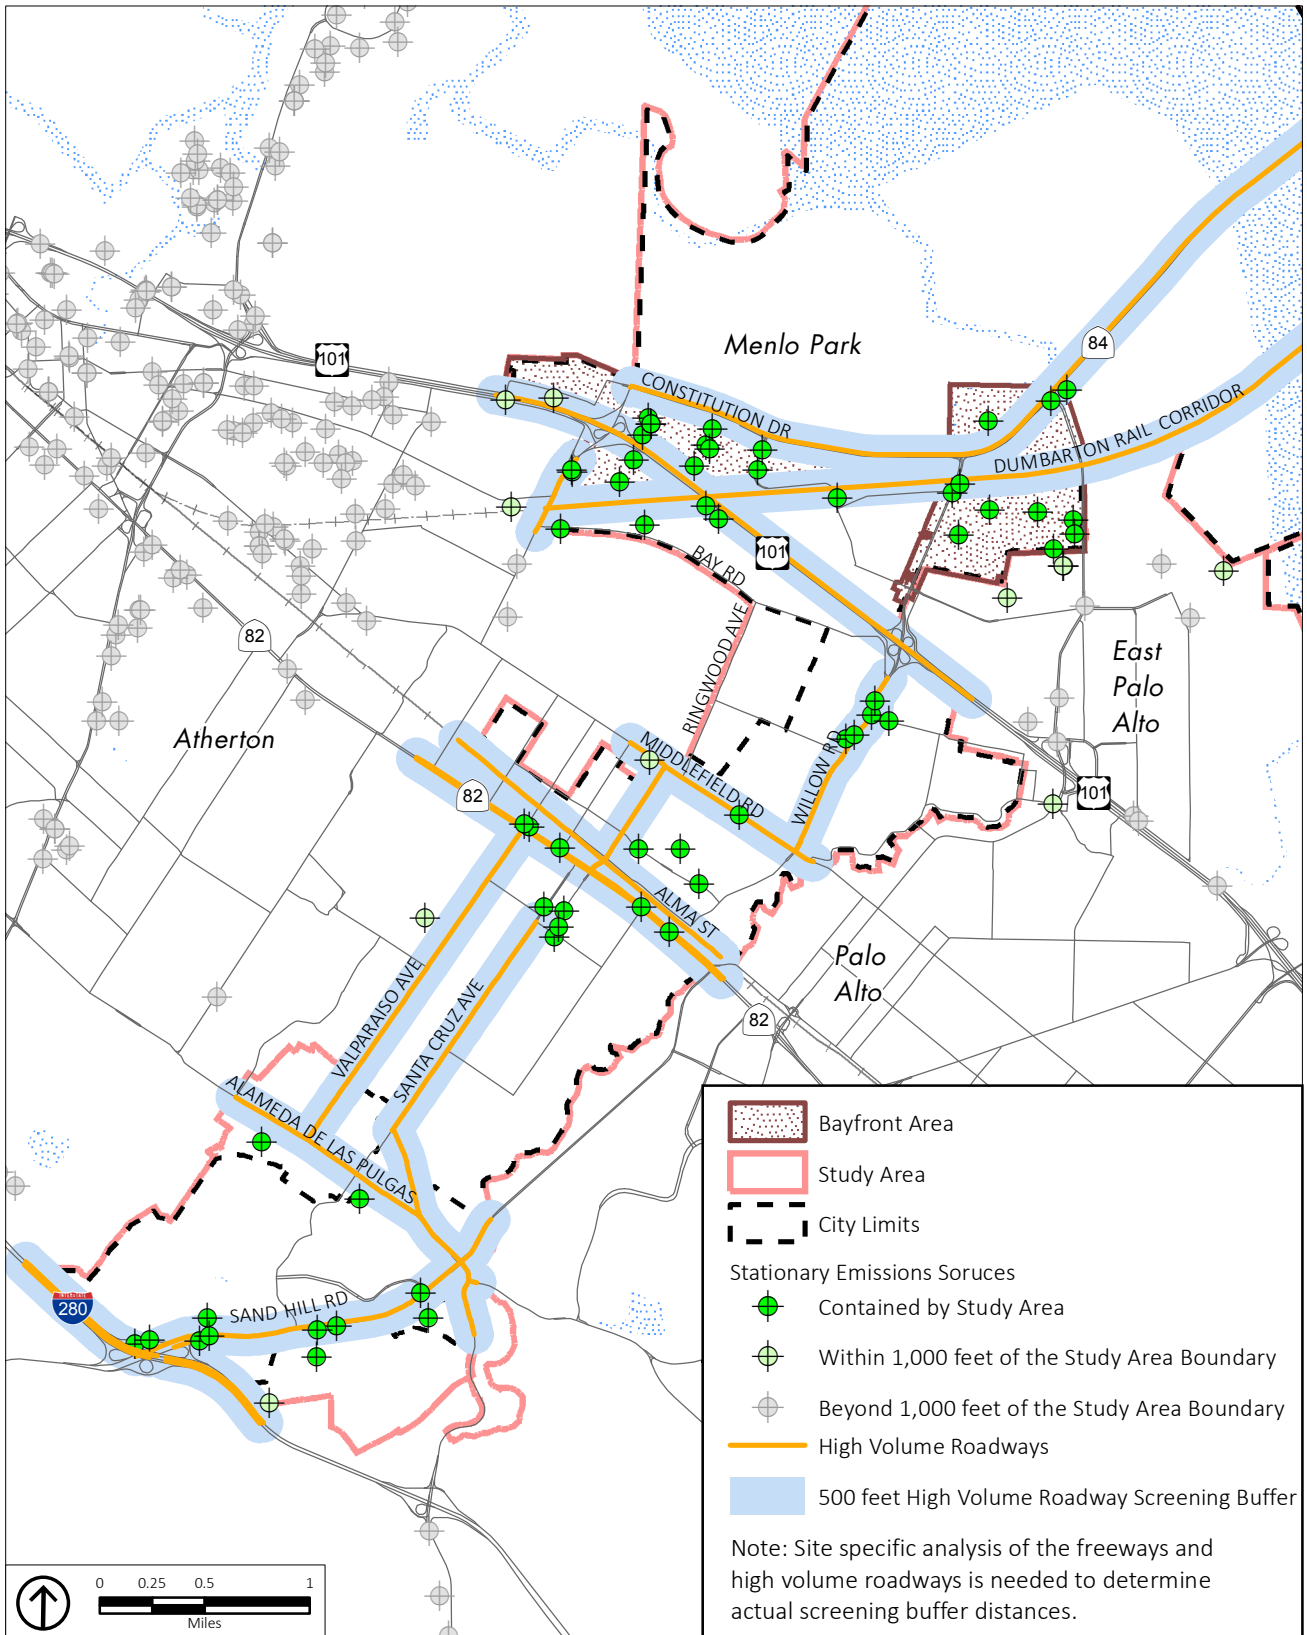 Menlo Park
101
84
CONSTITUTION DR
DUMBARTON RAIL CORRIDOR
101
BAY RD
RINGWOOD AVE
82
East
Palo
Alto
Atherton
MIDDLEFIELD RD
WILLOW RD
82
101
ALMA ST
Palo
Alto
VALPARAISO AVE
SANTA CRUZ AVE
82
ALAMEDA DE LAS PULGAS
SAND HILL RD
INTERSTATE
280
Bayfront Area
Study Area
City Limits
Stationary Emissions Soruces
Contained by Study Area
Within 1,000 feet of the Study Area Boundary
Beyond 1,000 feet of the Study Area Boundary
High Volume Roadways
500 feet High Volume Roadway Screening Buffer
Note: Site specific analysis of the freeways and
high volume roadways is needed to determine
actual screening buffer distances.
0 0.25 0.5 1
Miles